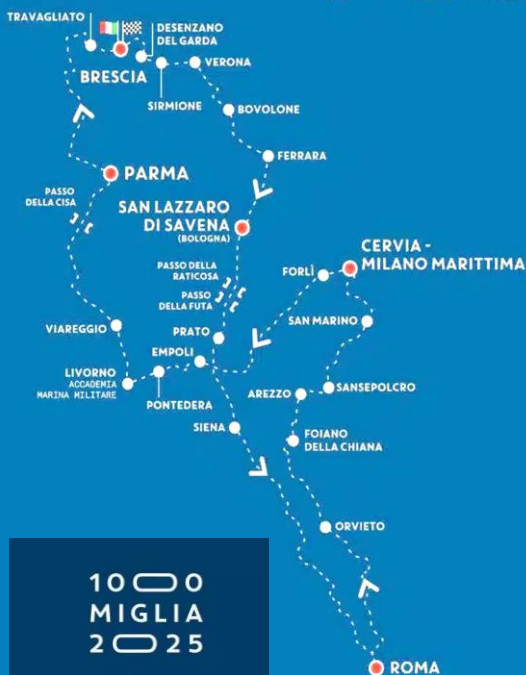 TRAVAGLIATO
DESENZANO
DEL GARDA
BRESCIA
VERONA
SIRMIONE
BOVOLONE
FERRARA
PARMA
PASSO
DELLA CISA
SAN LAZZARO
DI SAVENA
(BOLOGNA)
CERVIA -
MILANO MARITTIMA
FORLÌ
PASSO DELLA
RATICOSA
PASSO
DELLA FUTA
SAN MARINO
VIAREGGIO
PRATO
EMPOLI
LIVORNO
ACCADEMIA
MARINA MILITARE
PONTEDERA
AREZZO
SANSEPOLCRO
SIENA
FOIANO
DELLA CHIANA
ORVIETO
1000
MIGLIA
2025
ROMA